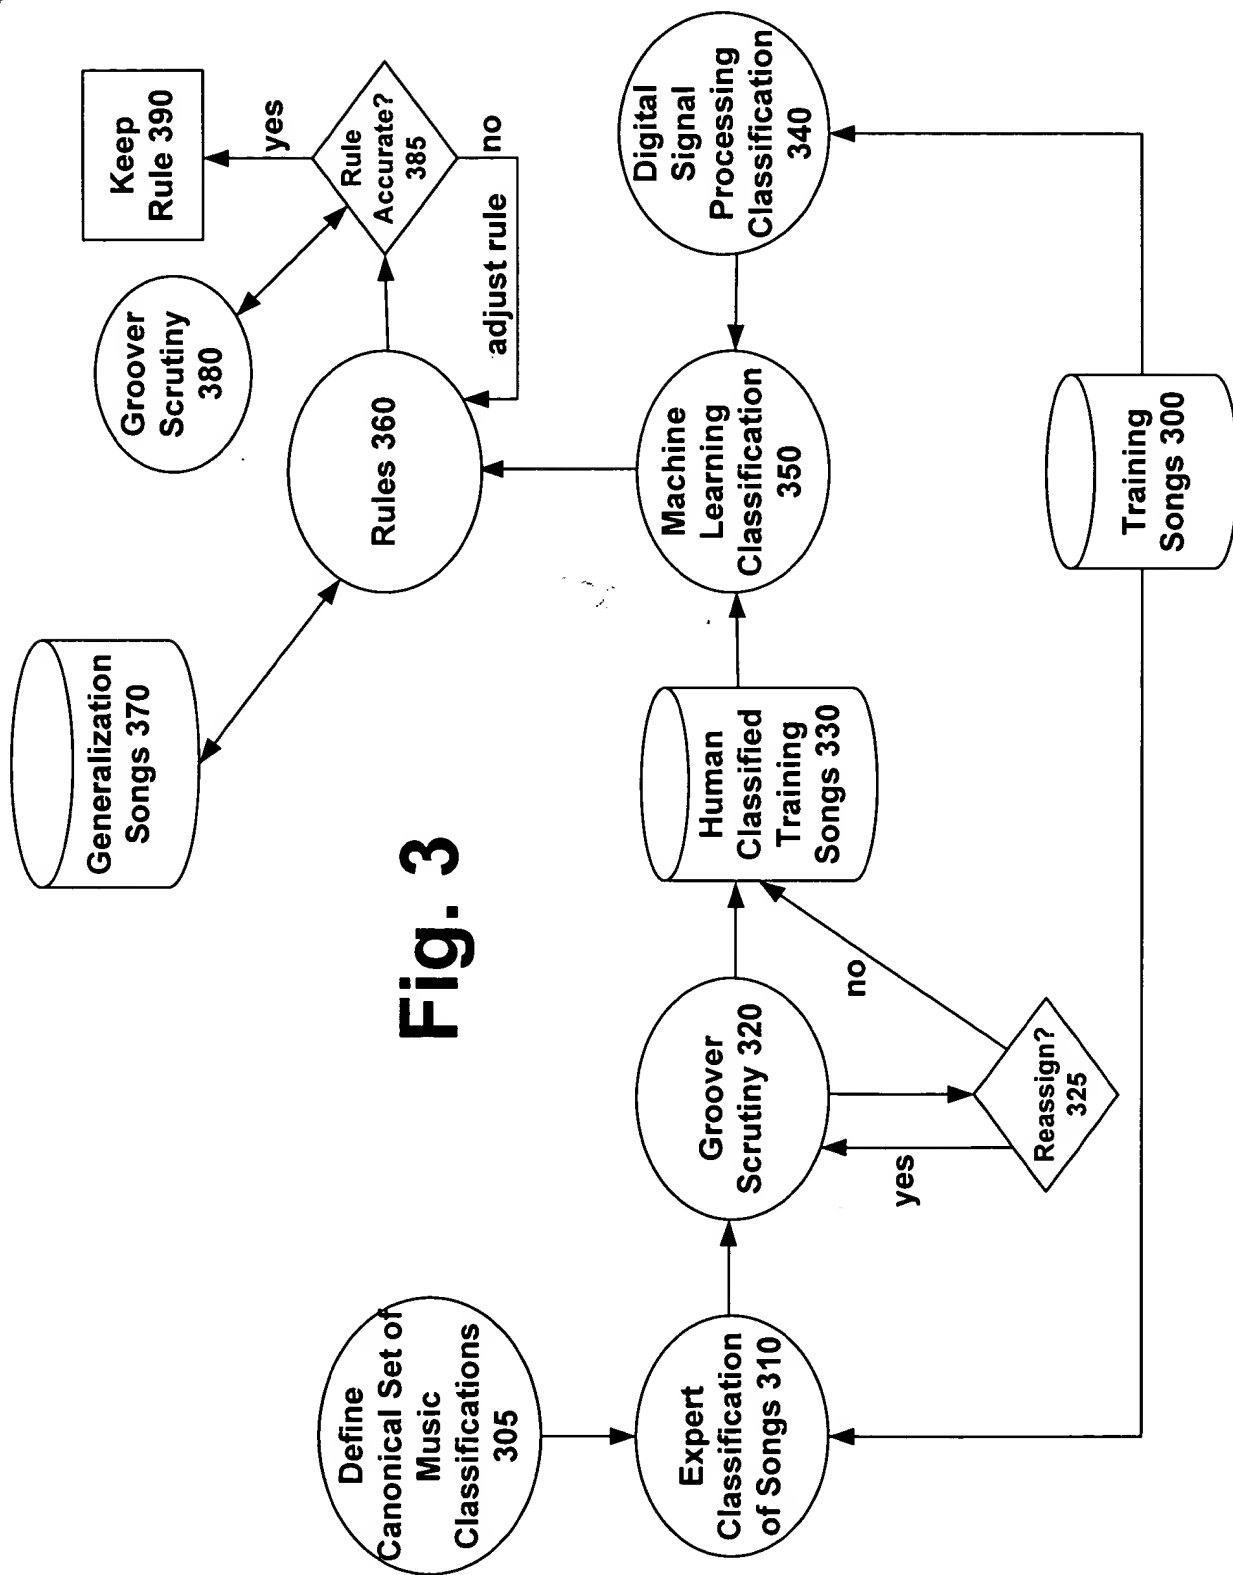 Define
Canonical Set of
Music
Classifications
305
Expert
Classification
of Songs 310
Groover
Scrutiny 320
Reassign?
325
yes
no
Human
Classified
Training
Songs 330
Training
Songs 300
Digital
Signal
Processing
Classification
340
Machine
Learning
Classification
350
Rules 360
Generalization
Songs 370
Groover
Scrutiny
380
Rule
Accurate?
385
yes
no
adjust rule
Keep
Rule 390
Fig. 3